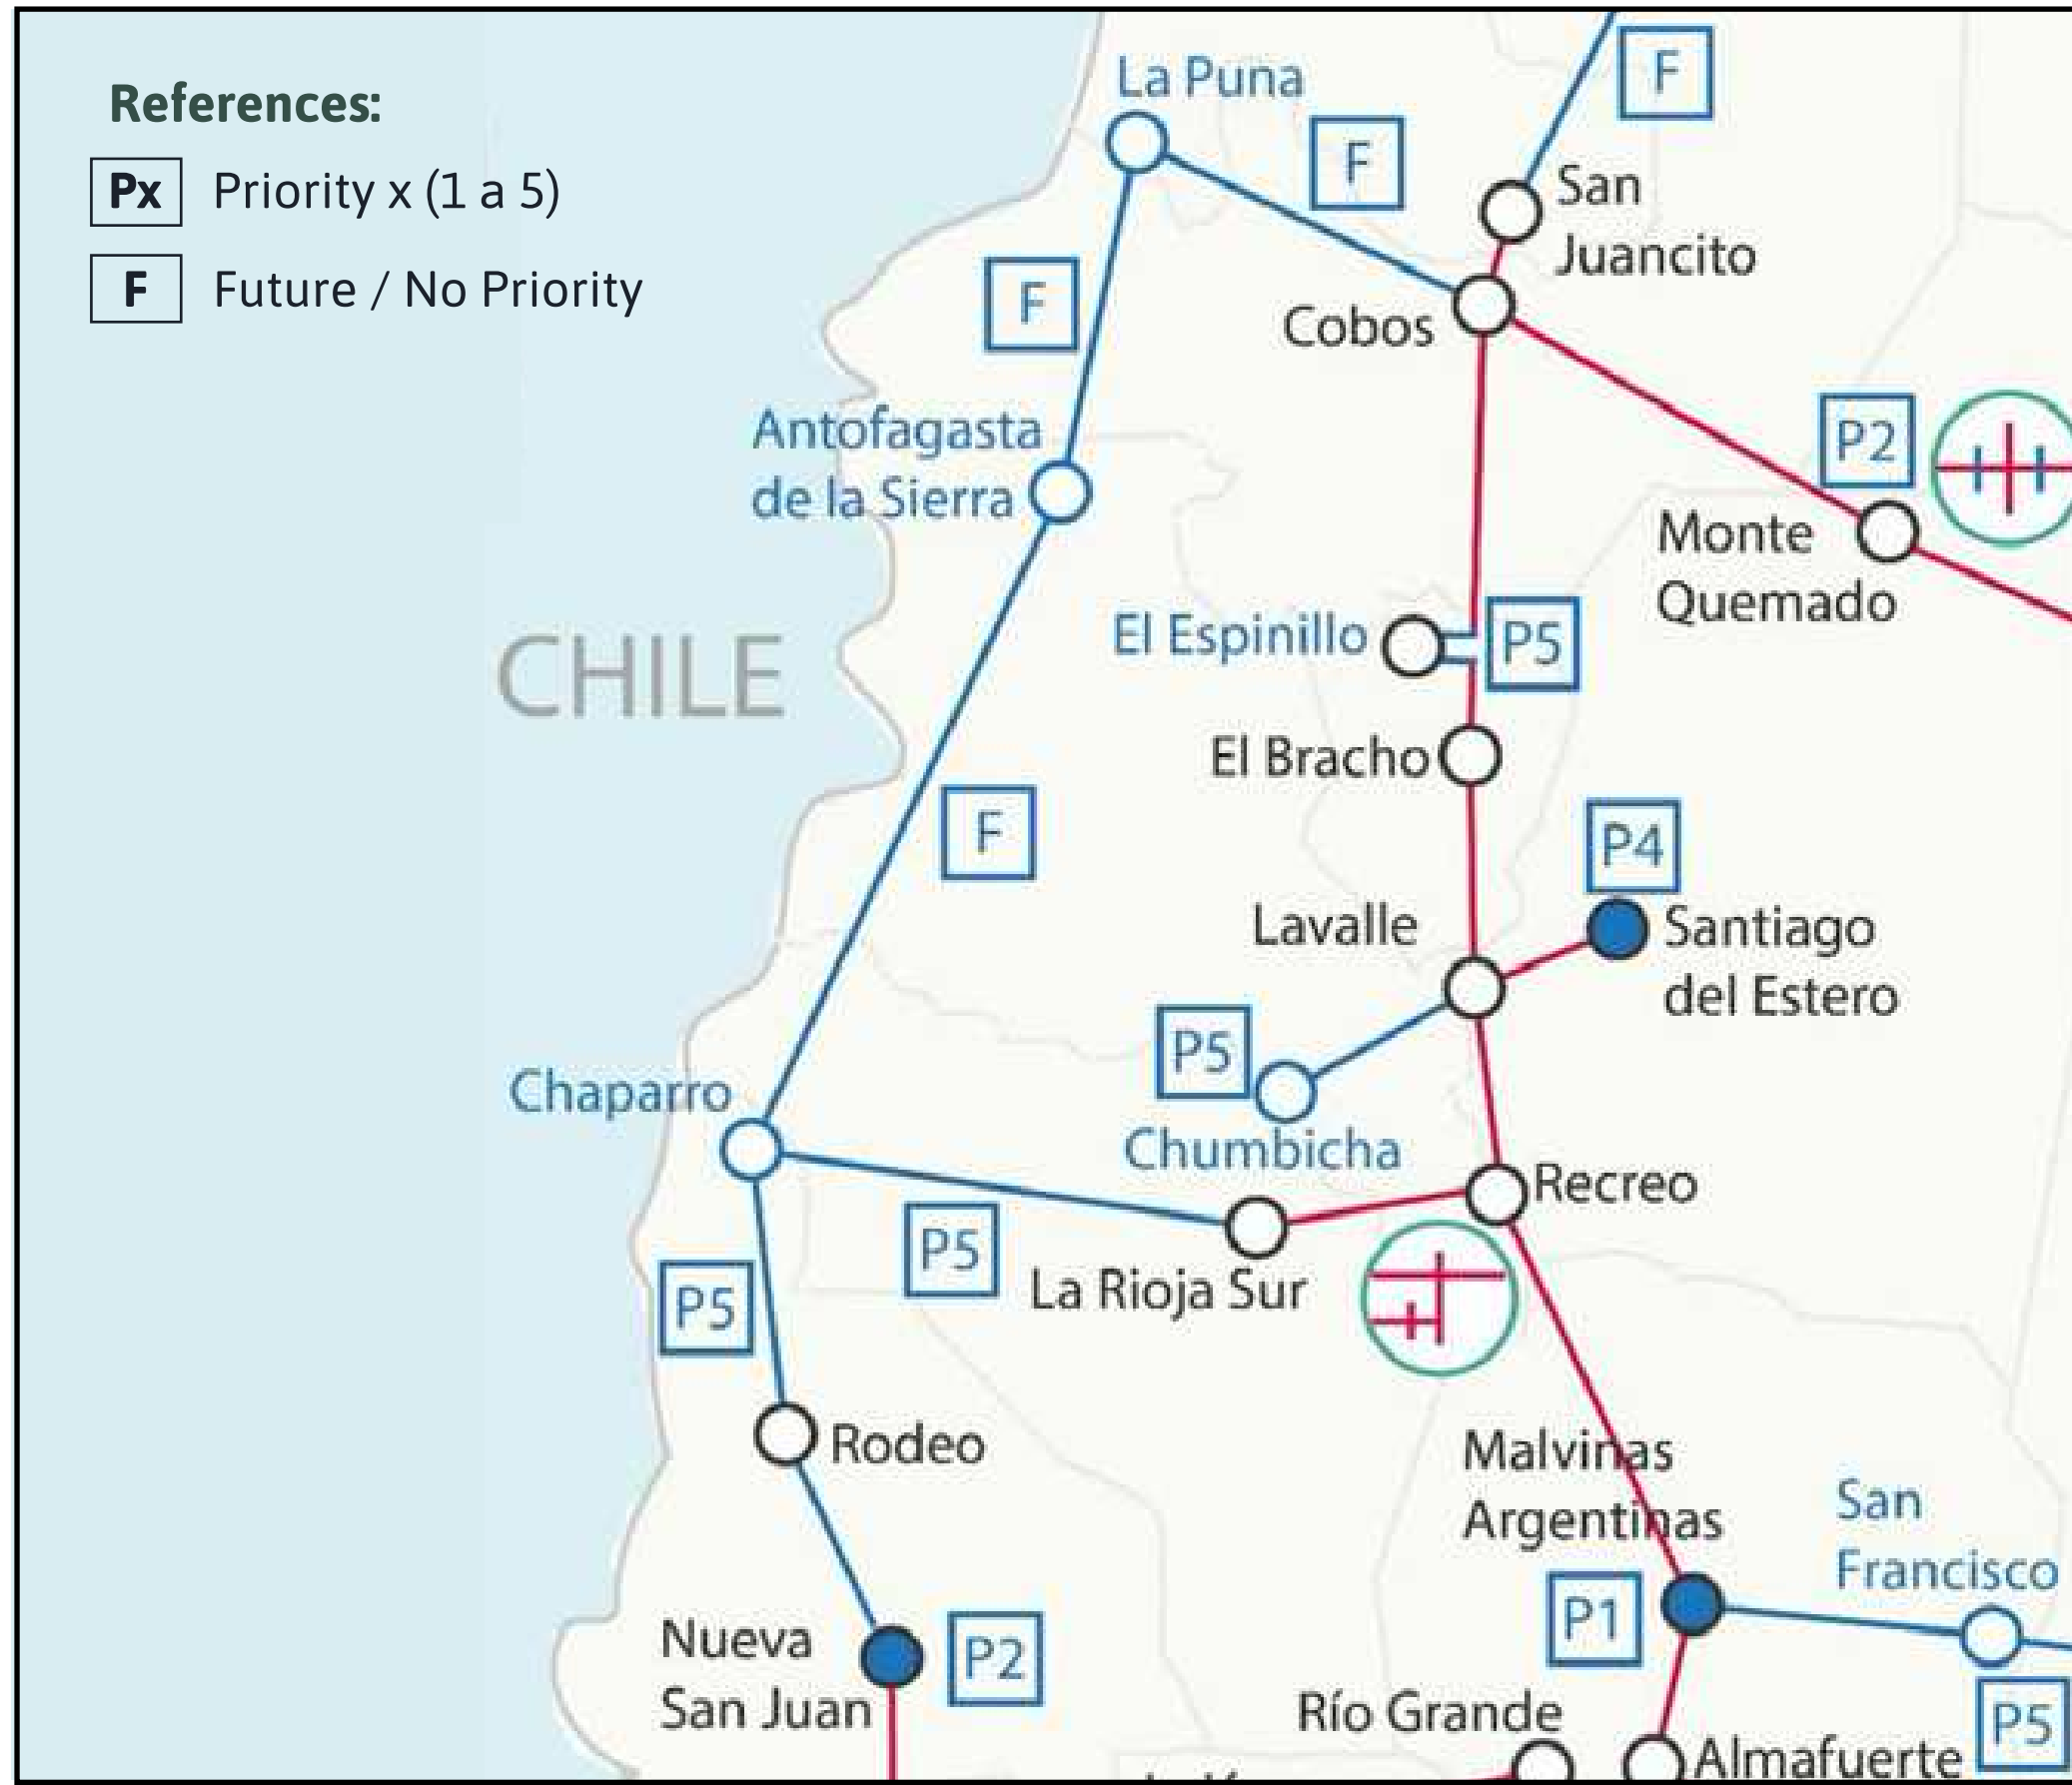 References:
Px Priority x (1 a 5)
F Future / No Priority
La Puna
F
F
San
Juancito
F
Cobos
Antofagasta
de la Sierra
P2
Monte
Quemado
CHILE
El Espinillo
P5
El Bracho
F
P4
Lavalle
Santiago
del Estero
P5
Chaparro
Chumbicha
Recreo
P5
La Rioja Sur
P5
Rodeo
Malvinas
Argentinas
San
Francisco
P1
Nueva
San Juan
P2
Río Grande
Almafuerte
P5